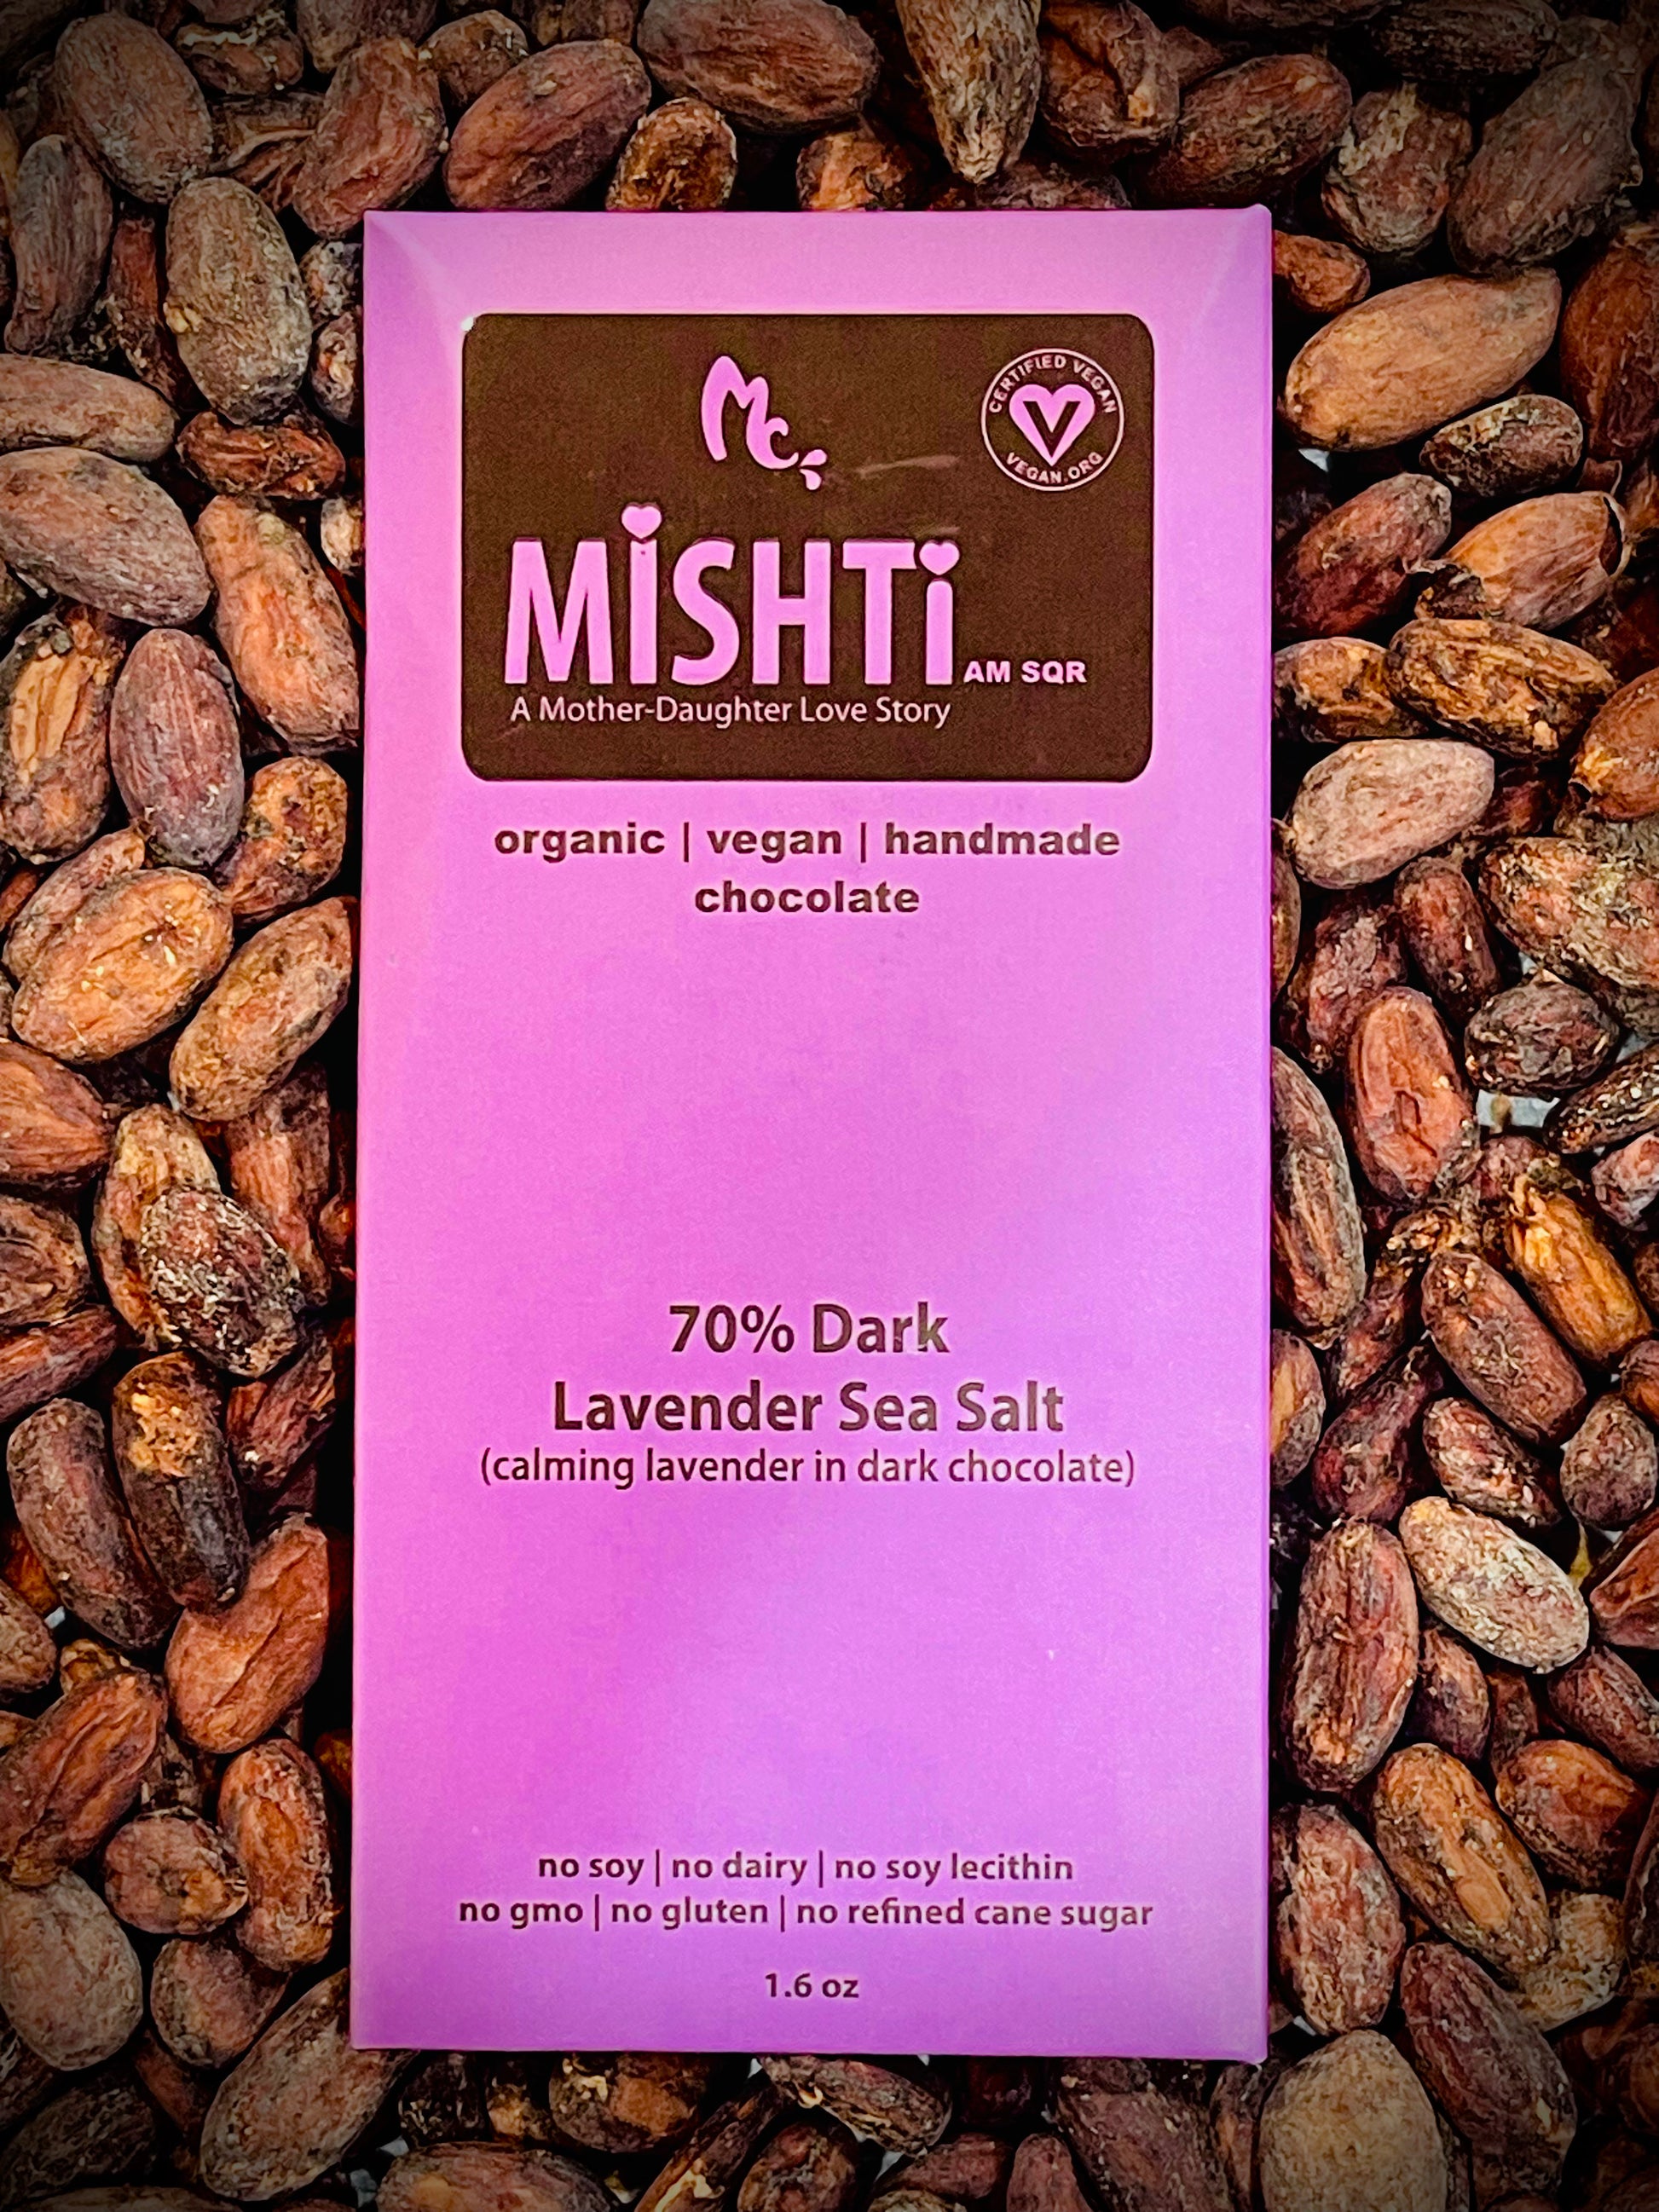 Mc
CERTIFIED VEGAN
V
VEGAN.ORG
MiSHTi AM SQR
A Mother-Daughter Love Story
organic | vegan | handmade
chocolate
70% Dark
Lavender Sea Salt
(calming lavender in dark chocolate)
no soy | no dairy | no soy lecithin
no gmo | no gluten | no refined cane sugar
1.6 oz